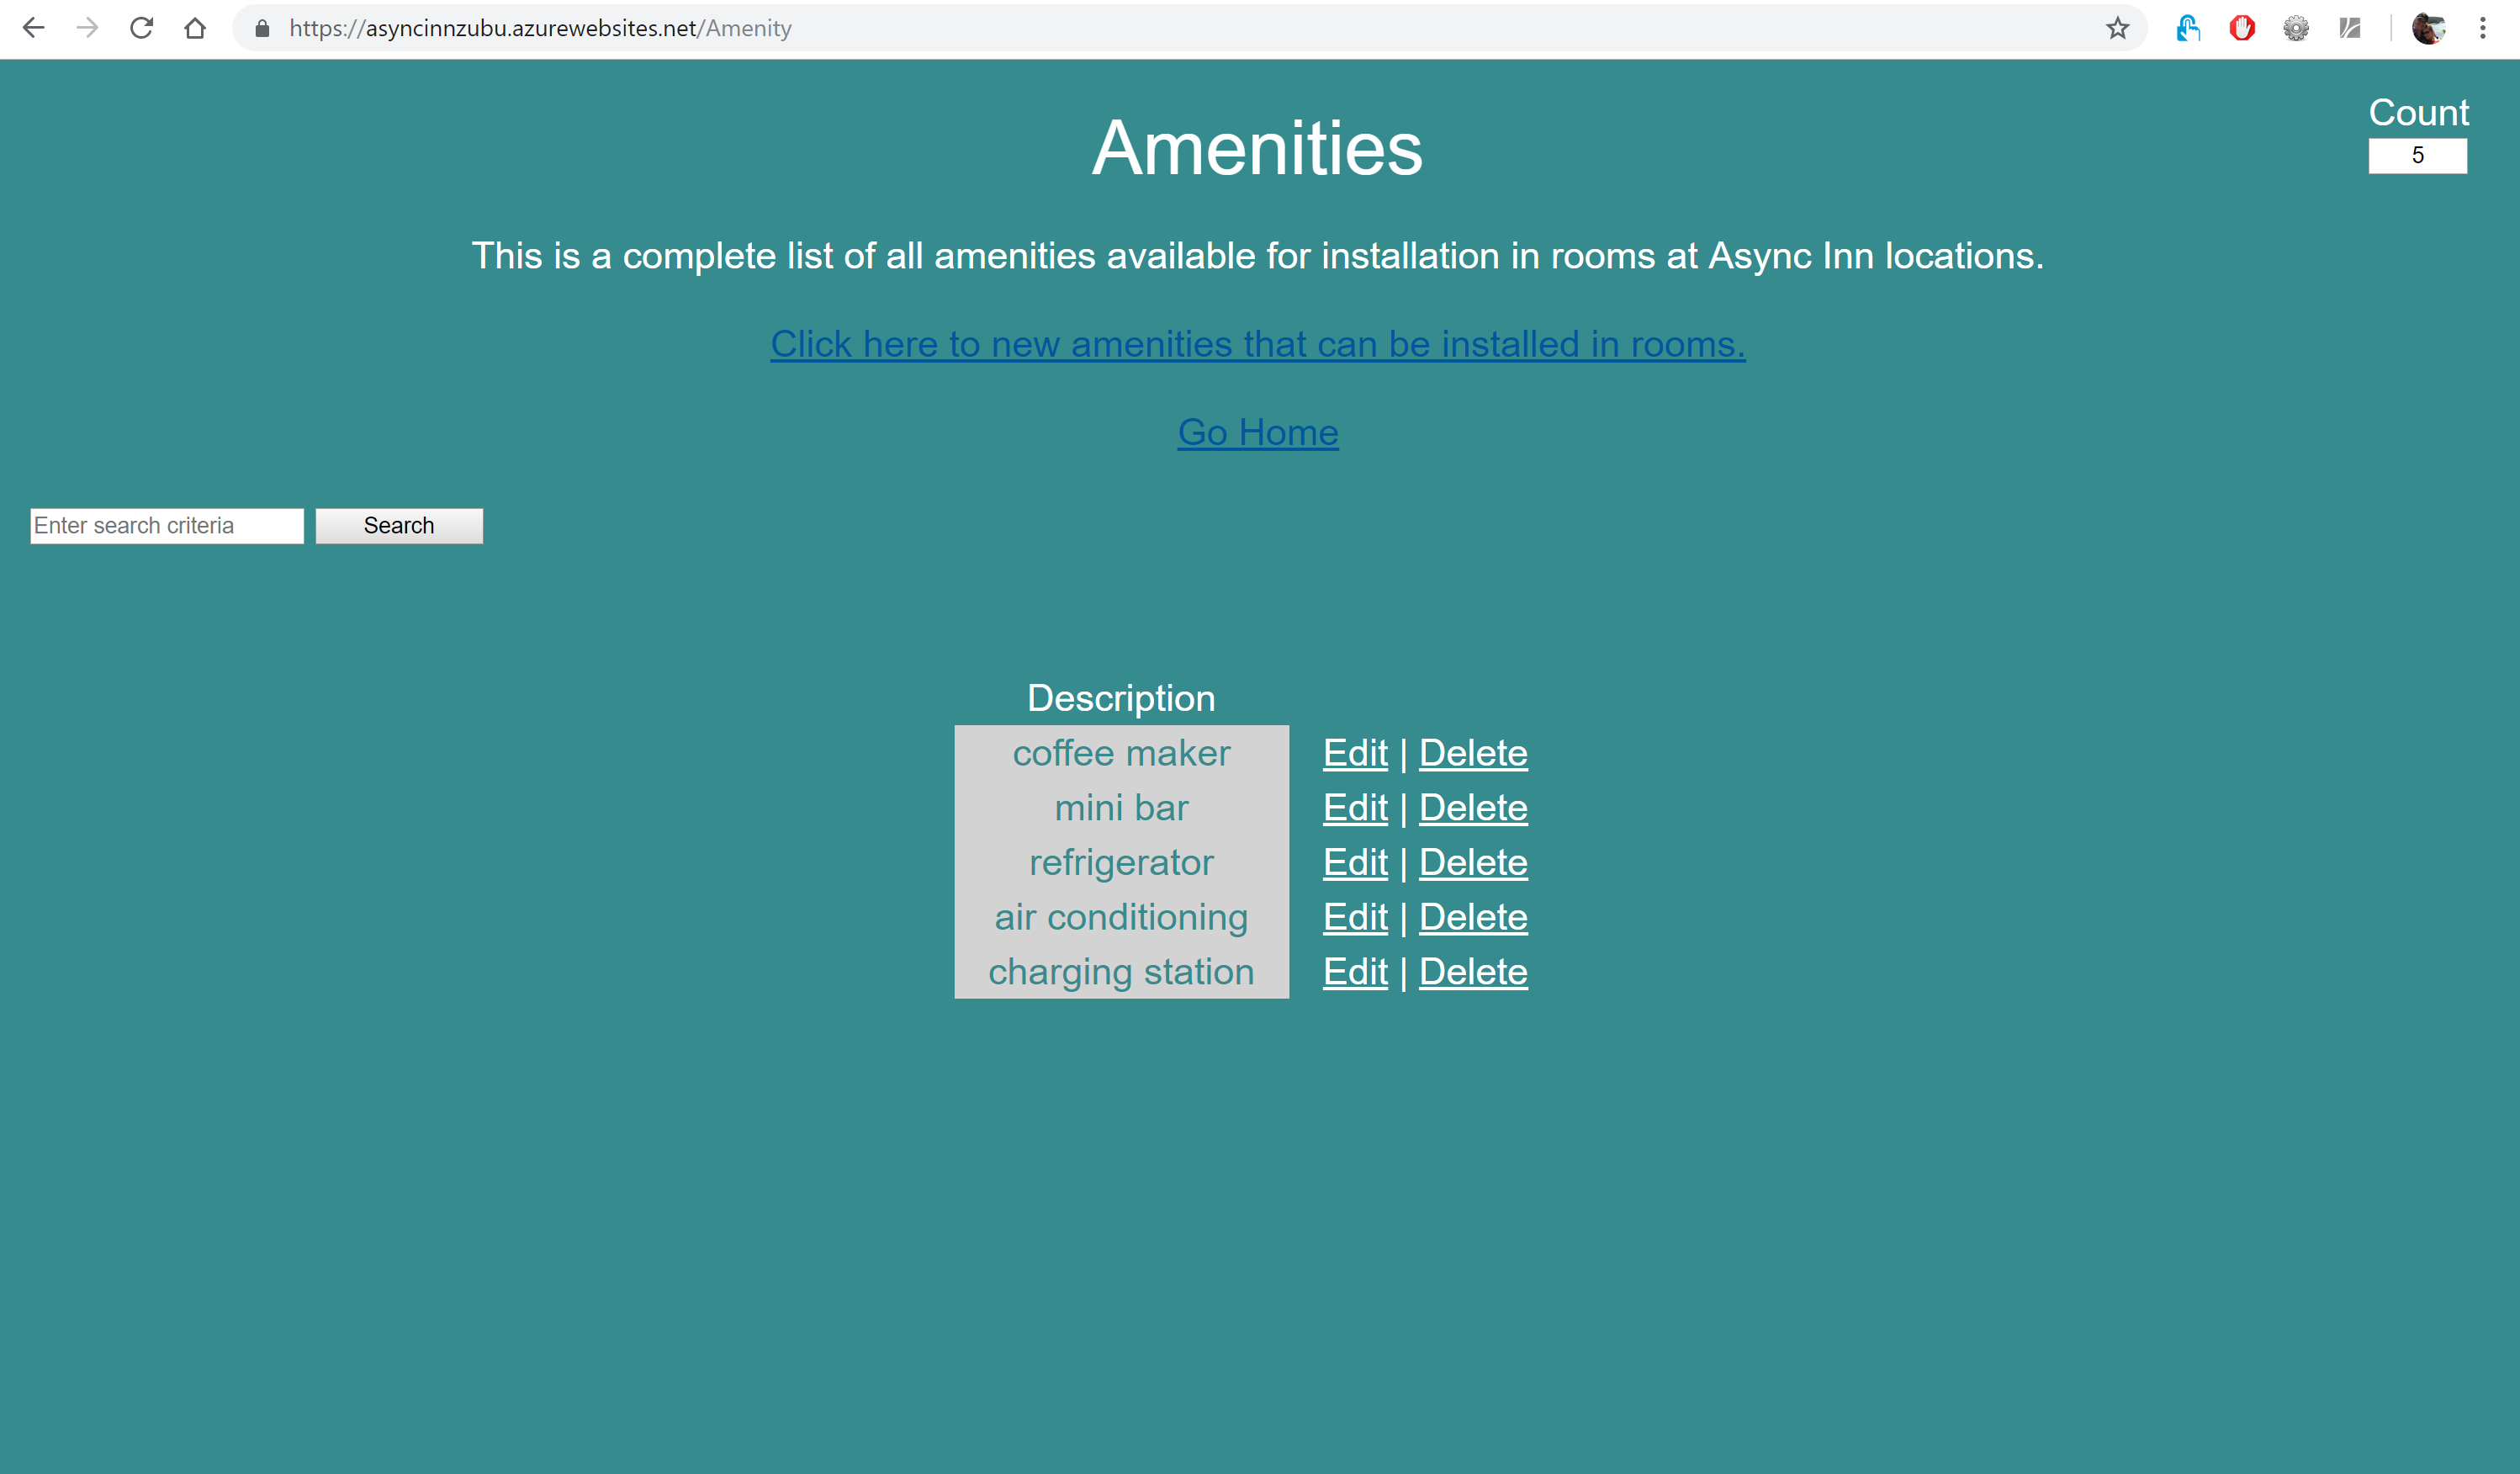 https://asyncinnzubu.azurewebsites.net/Amenity
Count
5
Amenities
This is a complete list of all amenities available for installation in rooms at Async Inn locations.
Click here to new amenities that can be installed in rooms.
Go Home
Enter search criteria Search
Description
coffee maker Edit | Delete
mini bar Edit | Delete
refrigerator Edit | Delete
air conditioning Edit | Delete
charging station Edit | Delete